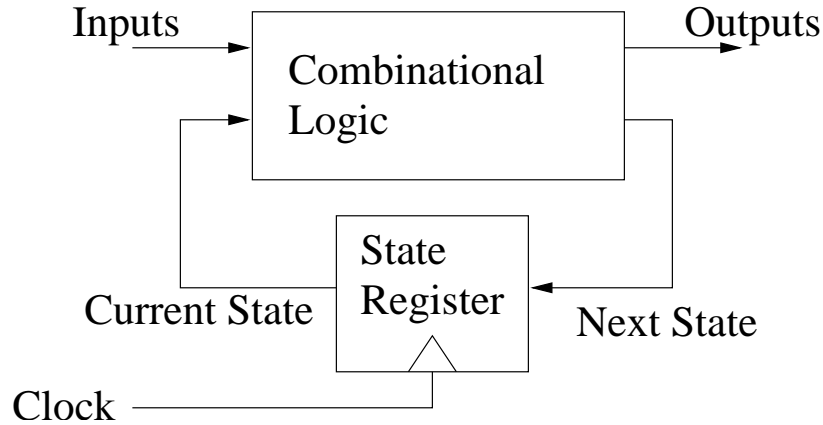 Inputs
Outputs
Combinational
Logic
State
Register
Current State
Next State
Clock